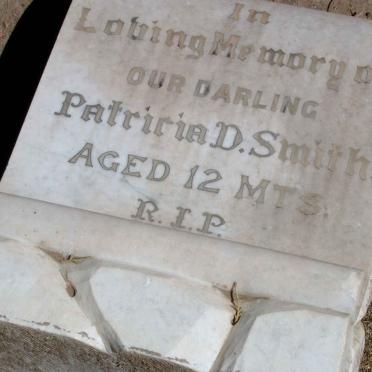 In
Loving Memory o
OUR DARLING
Patricia D. Smith.
AGED 12 MTS.
R.I.P.